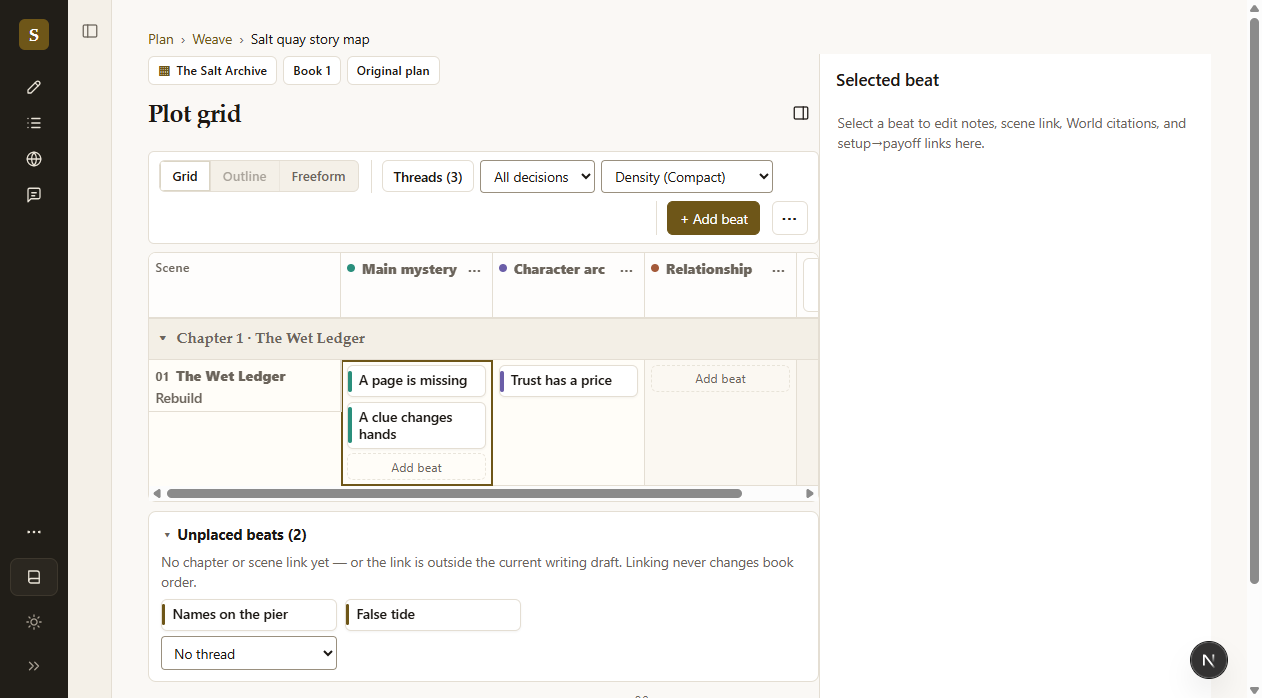 S
Plan › Weave › Salt quay story map
The Salt Archive
Book 1
Original plan
Plot grid
Grid
Outline
Freeform
Threads (3)
All decisions
Density (Compact)
+ Add beat
...
Scene
Main mystery ...
Character arc ...
Relationship ...
Chapter 1 · The Wet Ledger
01 The Wet Ledger
Rebuild
A page is missing
A clue changes
hands
Add beat
Trust has a price
Add beat
Unplaced beats (2)
No chapter or scene link yet — or the link is outside the current writing draft. Linking never changes book
order.
Names on the pier
False tide
No thread
Selected beat
Select a beat to edit notes, scene link, World citations, and
setup→payoff links here.
N